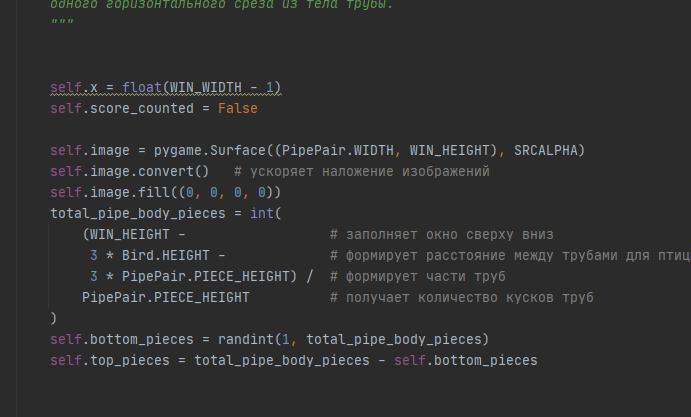 одного горизонтального среза из тела трубы.
"""
self.x = float(WIN_WIDTH - 1)
self.score_counted = False
self.image = pygame.Surface((PipePair.WIDTH, WIN_HEIGHT), SRCALPHA)
self.image.convert()   # ускоряет наложение изображений
self.image.fill((0, 0, 0, 0))
total_pipe_body_pieces = int(
(WIN_HEIGHT -                  # заполняет окно сверху вниз
3 * Bird.HEIGHT -             # формирует расстояние между трубами для птиц
3 * PipePair.PIECE_HEIGHT) /  # формирует части труб
PipePair.PIECE_HEIGHT          # получает количество кусков труб
)
self.bottom_pieces = randint(1, total_pipe_body_pieces)
self.top_pieces = total_pipe_body_pieces - self.bottom_pieces